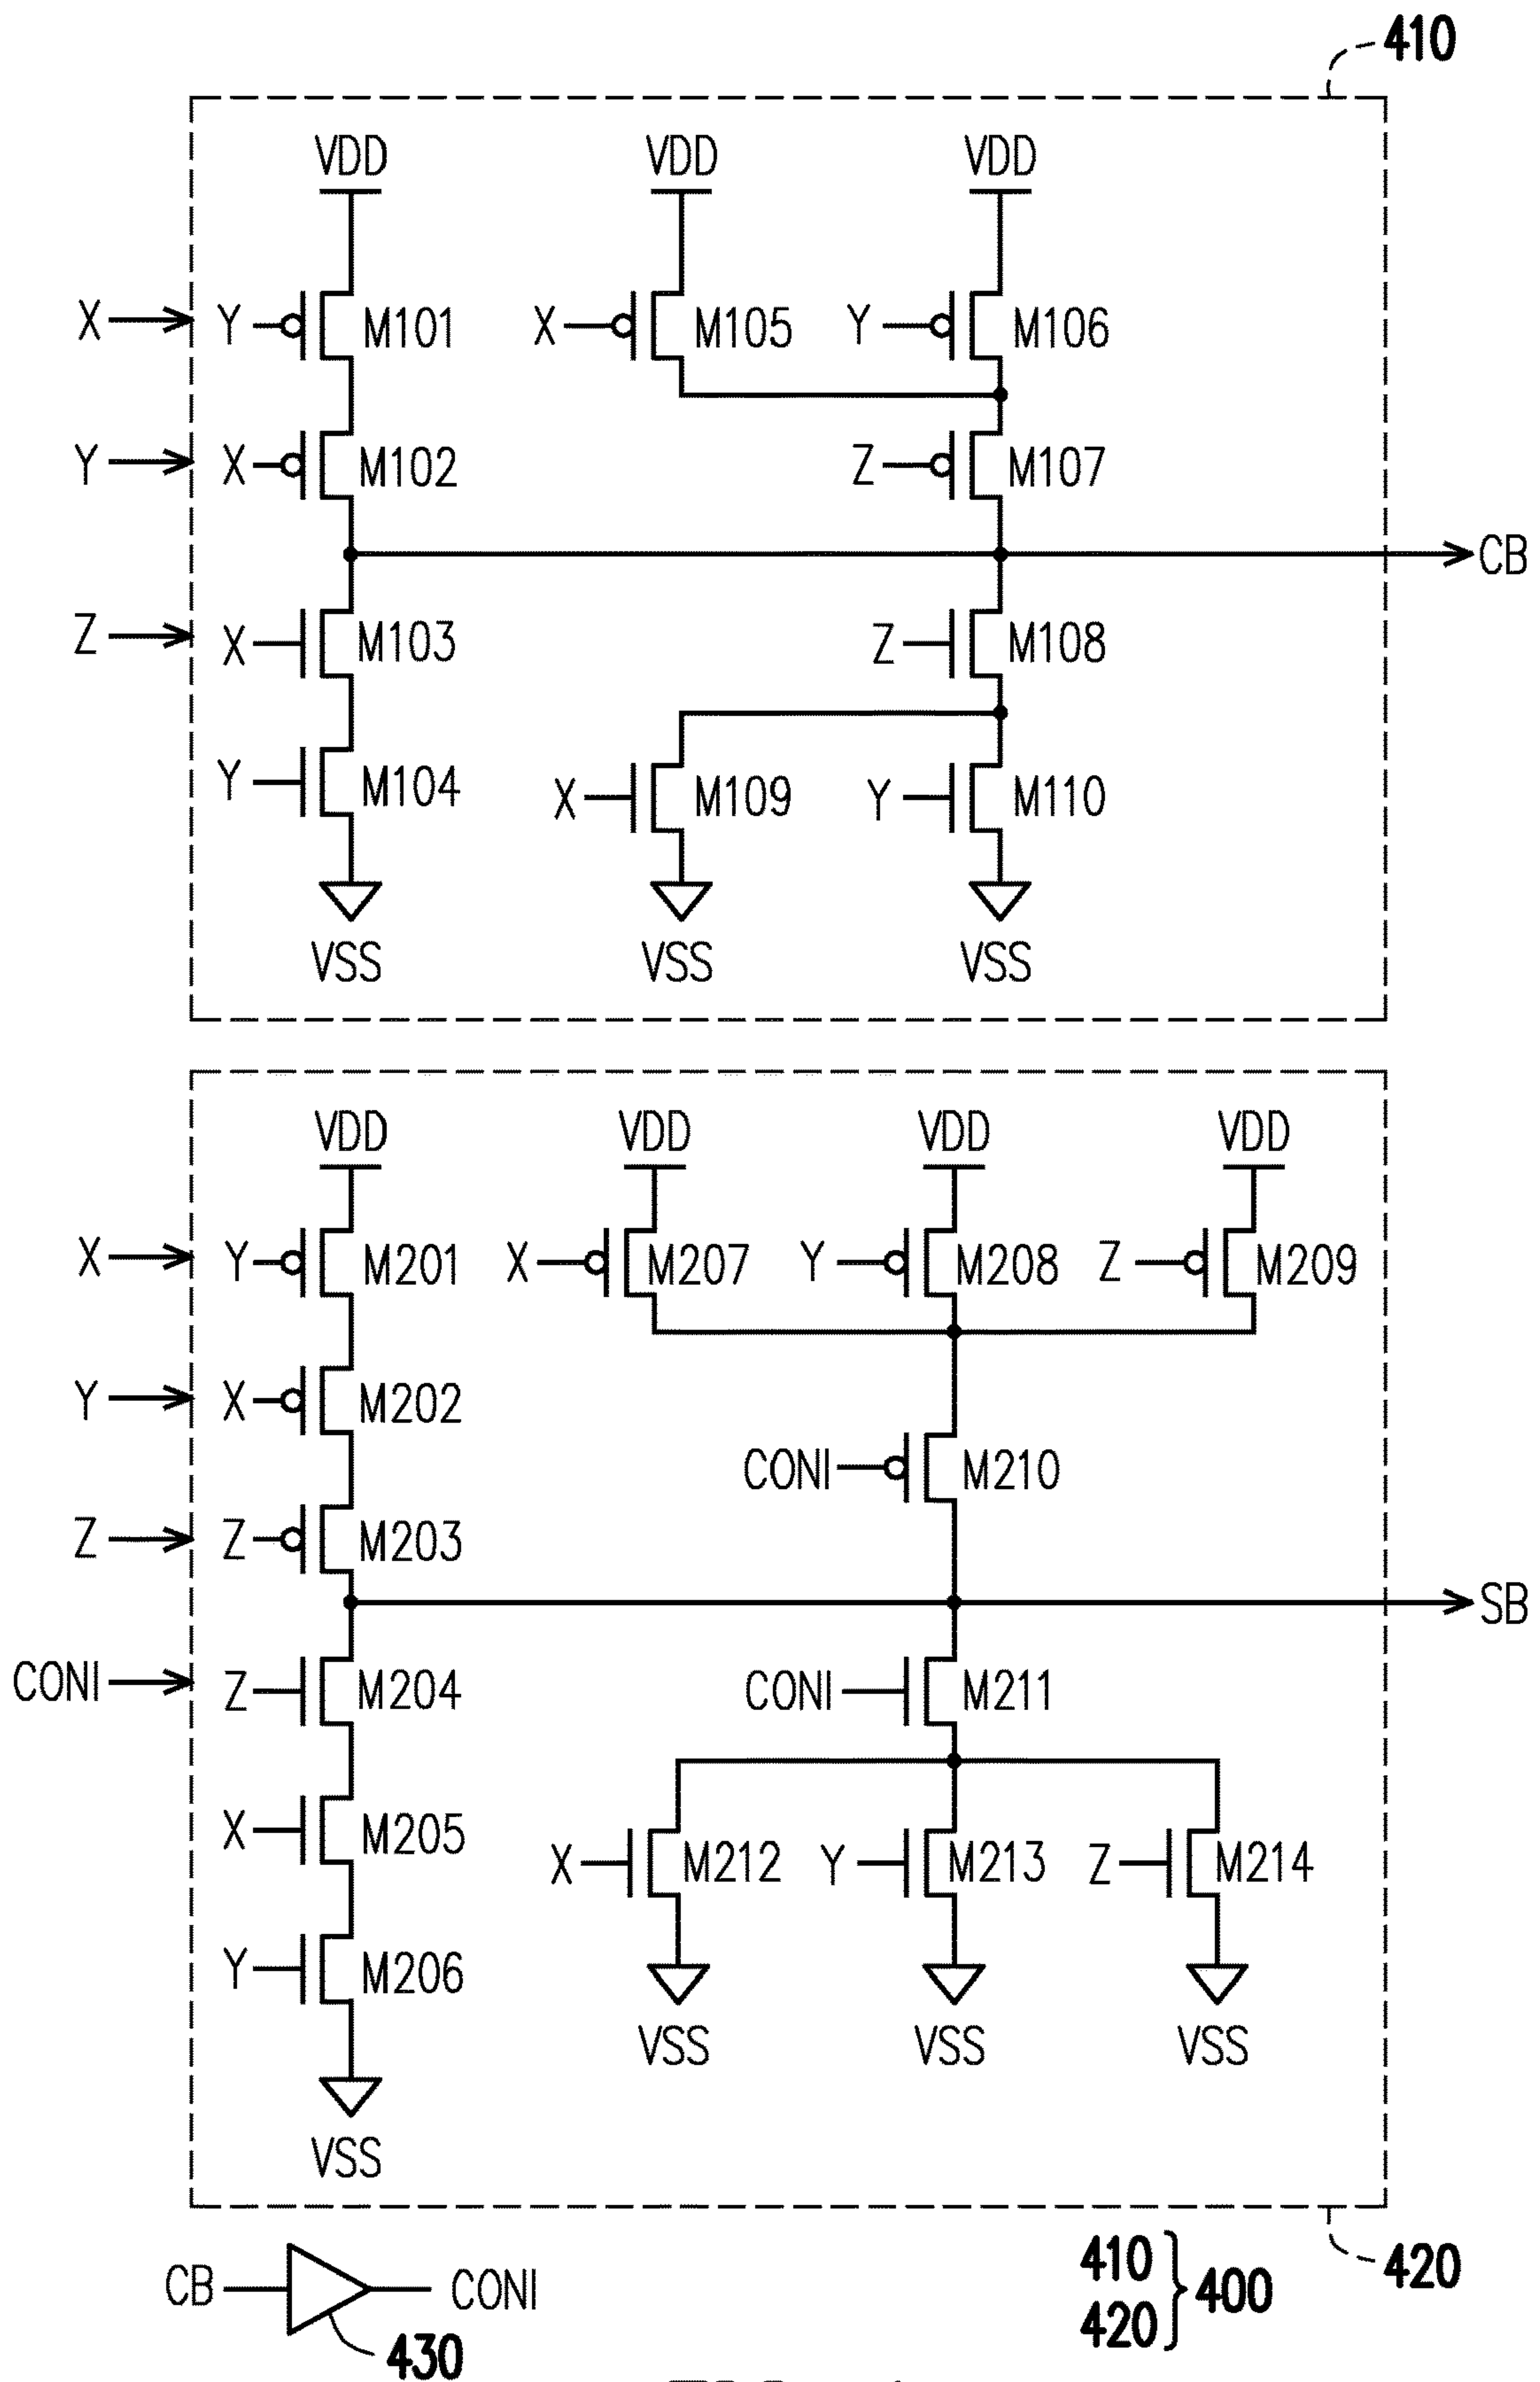 410
VDD VDD VDD
X Y M101 X M105 Y M106
Y X M102 Z M107
CB
Z X M103 Z M108
Y M104 X M109 Y M110
VSS VSS VSS
VDD VDD VDD VDD
X Y M201 X M207 Y M208 Z M209
Y X M202
CONI M210
Z Z M203
SB
CONI Z M204 CONI M211
X M205 X M212 Y M213 Z M214
Y M206
VSS VSS VSS
VSS
410
420
400
420
CB CONI
430